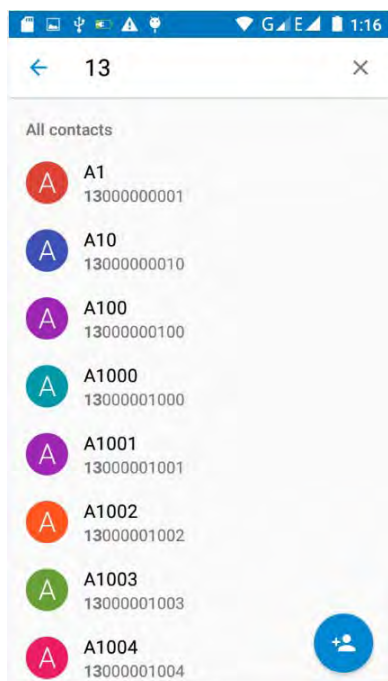 G E 1:16
13
All contacts
A A1
13000000001
A A10
13000000010
A A100
13000000100
A A1000
13000001000
A A1001
13000001001
A A1002
13000001002
A A1003
13000001003
A A1004
13000001004